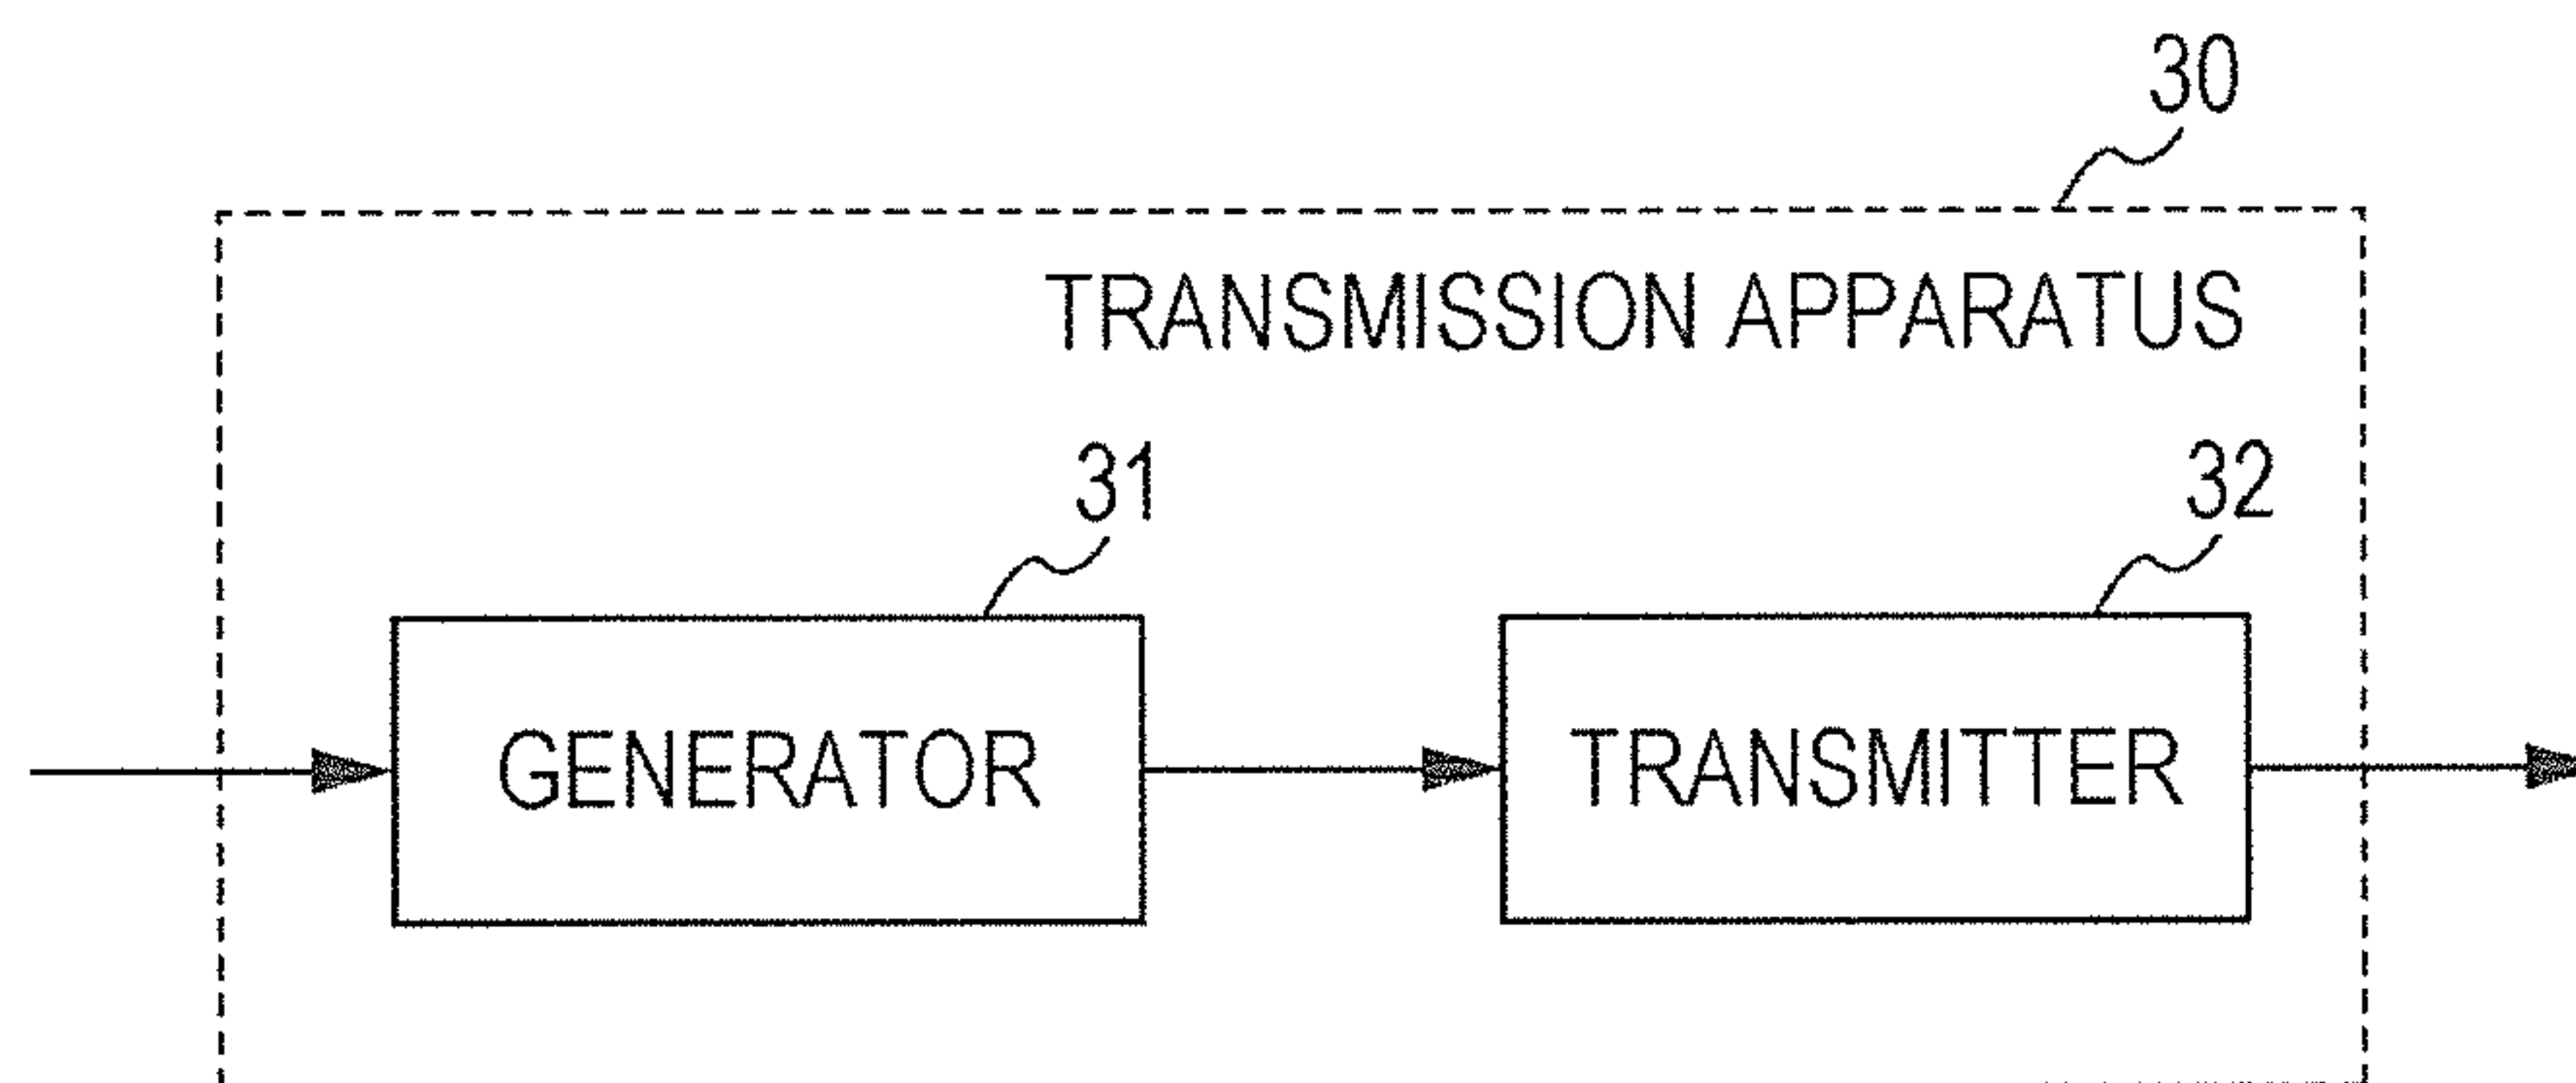 30
TRANSMISSION APPARATUS
31
32
GENERATOR
TRANSMITTER